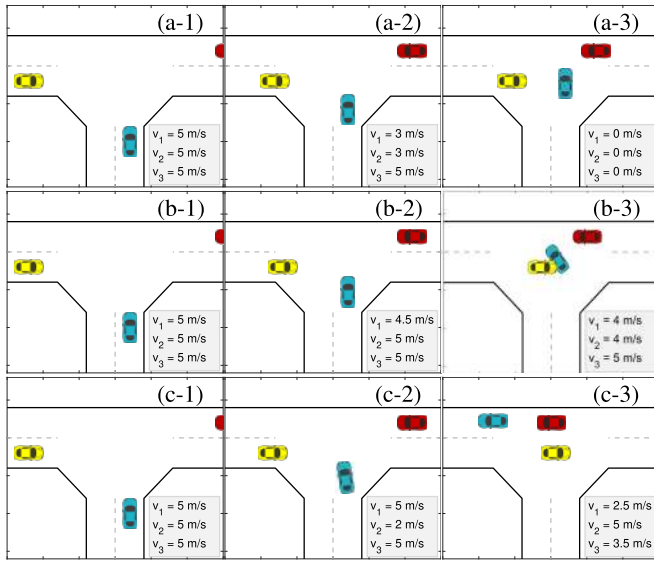 (a-1)
v1 = 5 m/s
v2 = 5 m/s
v3 = 5 m/s
(a-2)
v1 = 3 m/s
v2 = 3 m/s
v3 = 5 m/s
(a-3)
v1 = 0 m/s
v2 = 0 m/s
v3 = 0 m/s
(b-1)
v1 = 5 m/s
v2 = 5 m/s
v3 = 5 m/s
(b-2)
v1 = 4.5 m/s
v2 = 5 m/s
v3 = 5 m/s
(b-3)
v1 = 4 m/s
v2 = 4 m/s
v3 = 5 m/s
(c-1)
v1 = 5 m/s
v2 = 5 m/s
v3 = 5 m/s
(c-2)
v1 = 5 m/s
v2 = 2 m/s
v3 = 5 m/s
(c-3)
v1 = 2.5 m/s
v2 = 5 m/s
v3 = 3.5 m/s